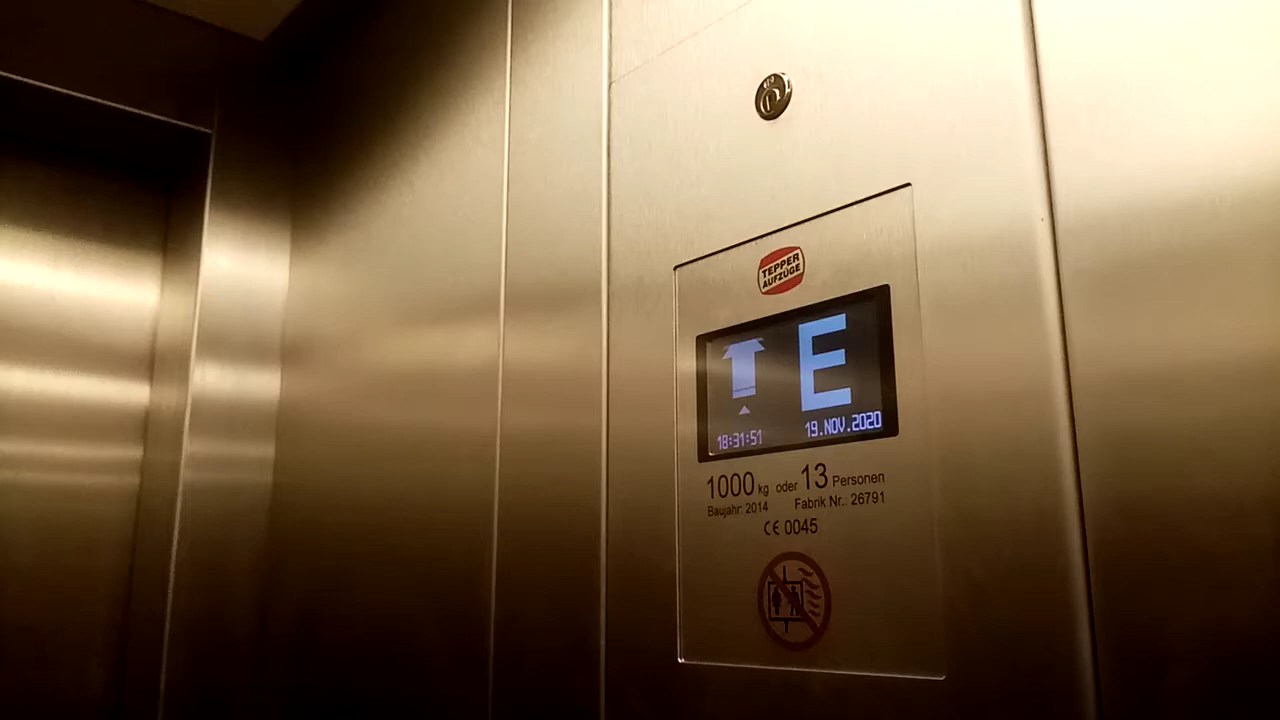 TEPPER
AUFZÜGE
E
18:31:51 19.NOV.2020
1000 kg oder 13 Personen
Baujahr: 2014 Fabrik Nr.: 26791
CE 0045